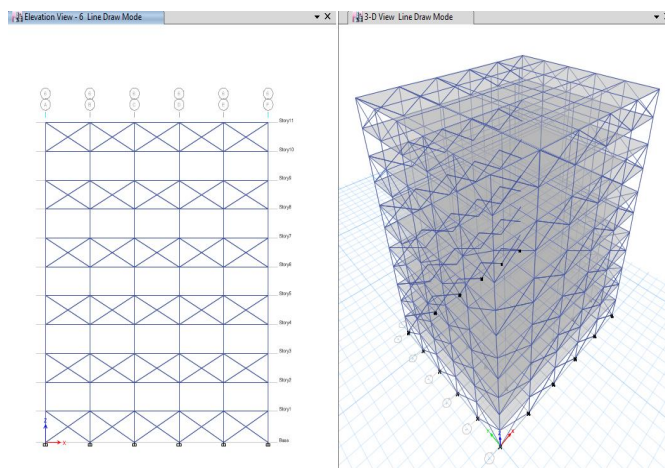 Elevation View - 6 Line Draw Mode
X
3-D View Line Draw Mode
Story11
Story10
Story9
Story8
Story7
Story6
Story5
Story4
Story3
Story2
Story1
Base
Z
X